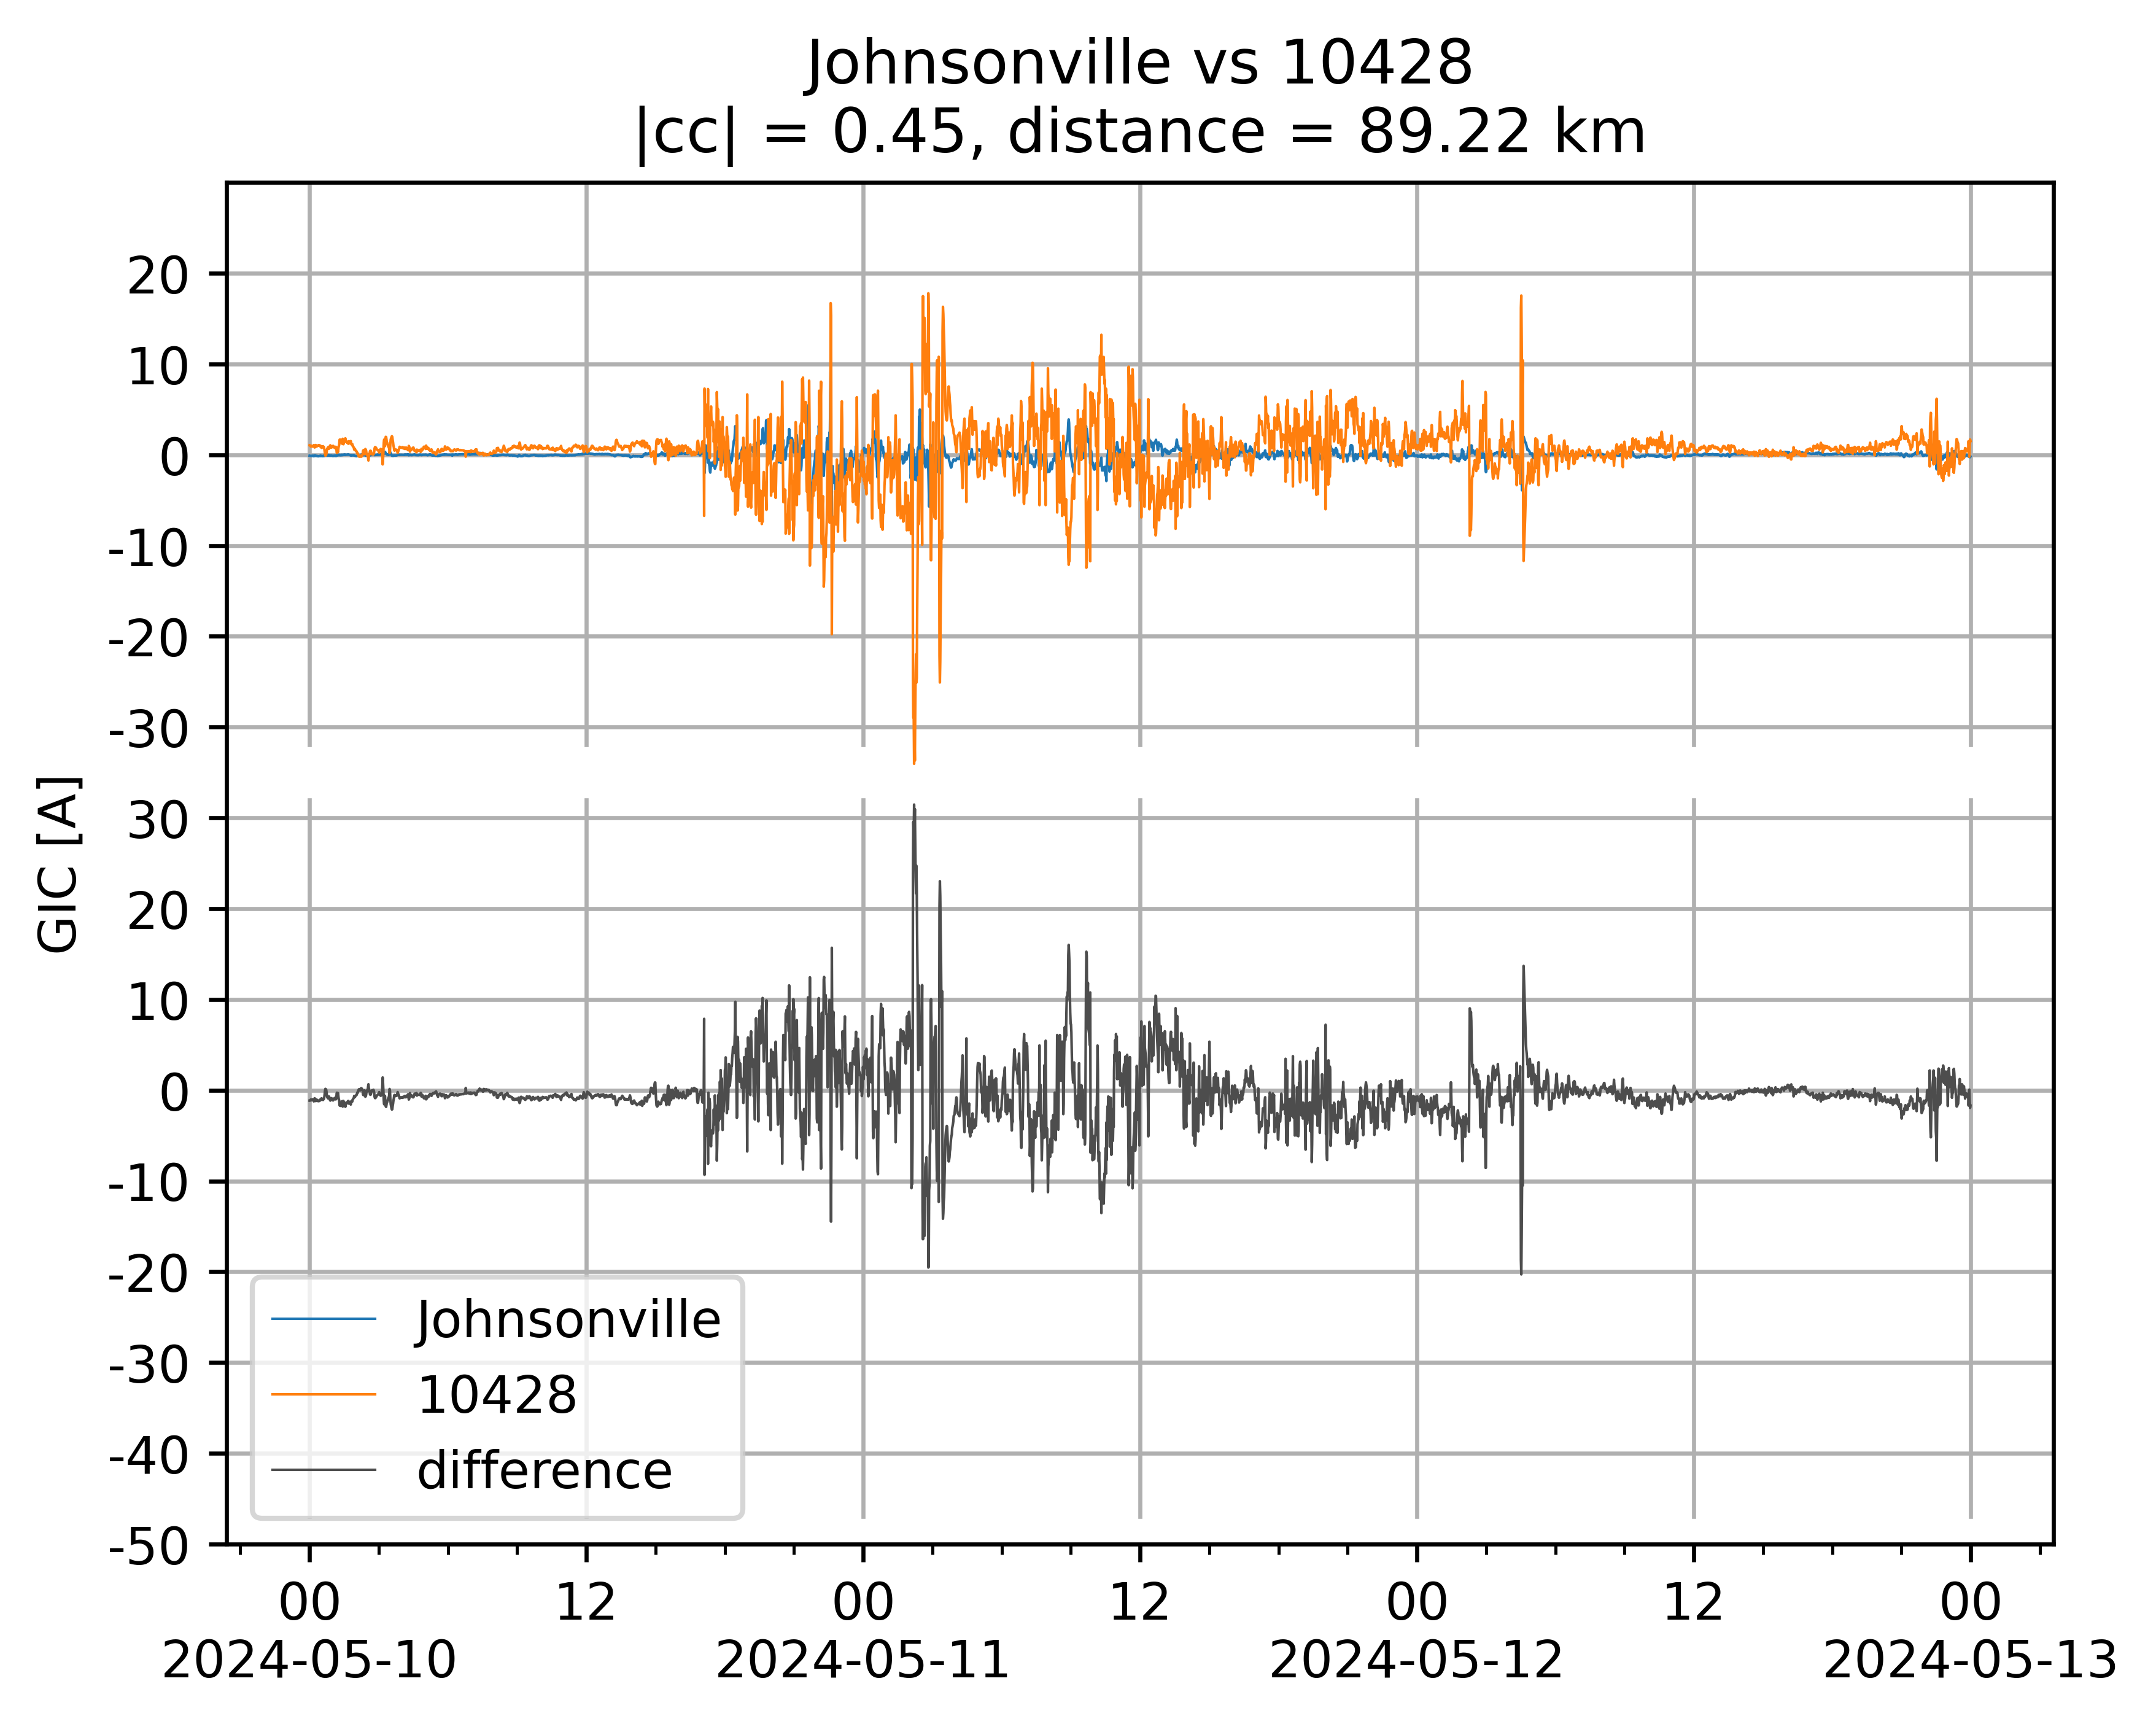 Johnsonville vs 10428
|cc| = 0.45, distance = 89.22 km
GIC [A]
20
10
0
-10
-20
-30
30
20
10
0
-10
-20
-30
-40
-50
Johnsonville
10428
difference
00 12 00 12 00 12 00
2024-05-10 2024-05-11 2024-05-12 2024-05-13